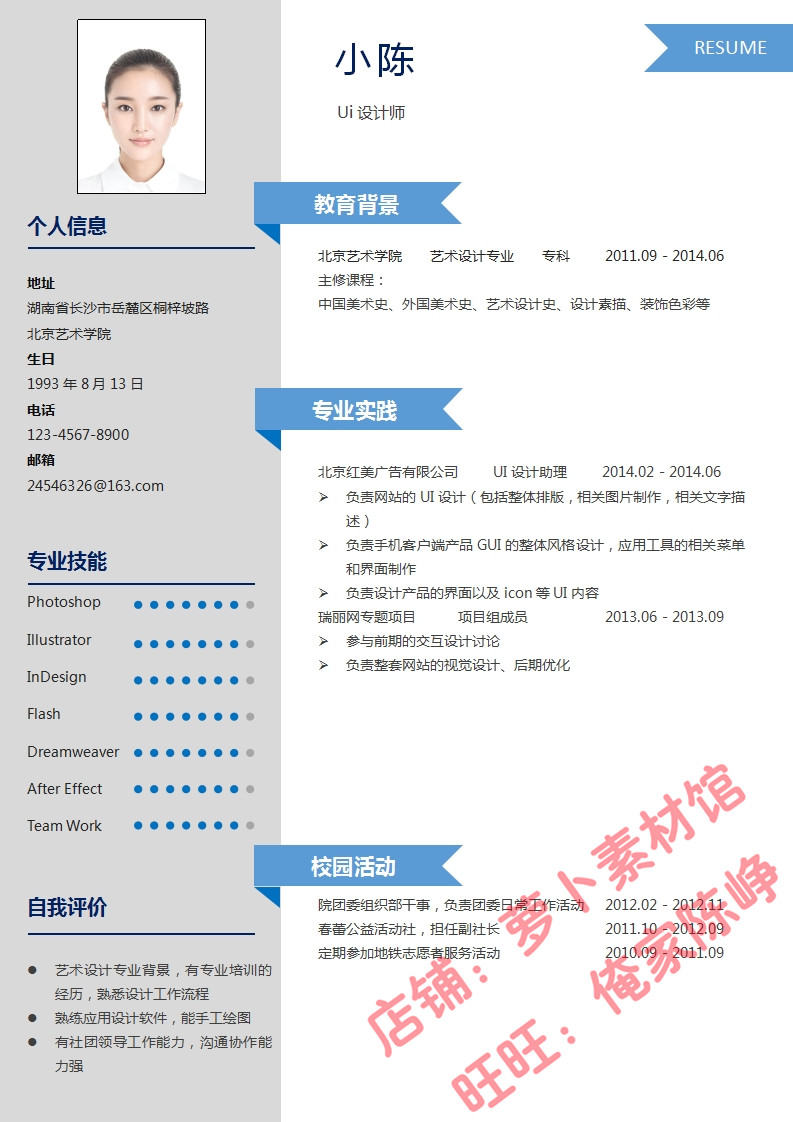 小陈
RESUME
Ui 设计师
个人信息
地址
湖南省长沙市岳麓区桐梓坡路
北京艺术学院
生日
1993 年 8 月 13 日
电话
123-4567-8900
邮箱
24546326@163.com
专业技能
Photoshop
Illustrator
InDesign
Flash
Dreamweaver
After Effect
Team Work
自我评价
● 艺术设计专业背景，有专业培训的
经历，熟悉设计工作流程
● 熟练应用设计软件，能手工绘图
● 有社团领导工作能力，沟通协作能
力强
教育背景
北京艺术学院 艺术设计专业 专科 2011.09 - 2014.06
主修课程：
中国美术史、外国美术史、艺术设计史、设计素描、装饰色彩等
专业实践
北京红美广告有限公司 UI 设计助理 2014.02 - 2014.06
➢ 负责网站的 UI 设计（包括整体排版，相关图片制作，相关文字描
述）
➢ 负责手机客户端产品 GUI 的整体风格设计，应用工具的相关菜单
和界面制作
➢ 负责设计产品的界面以及 icon 等 UI 内容
瑞丽网专题项目 项目组成员 2013.06 - 2013.09
➢ 参与前期的交互设计讨论
➢ 负责整套网站的视觉设计、后期优化
校园活动
院团委组织部干事，负责团委日常工作活动 2012.02 - 2012.11
春蕾公益活动社，担任副社长 2011.10 - 2012.09
定期参加地铁志愿者服务活动 2010.09 - 2011.09
店铺：萝卜素材馆
旺旺：俺家陈峥